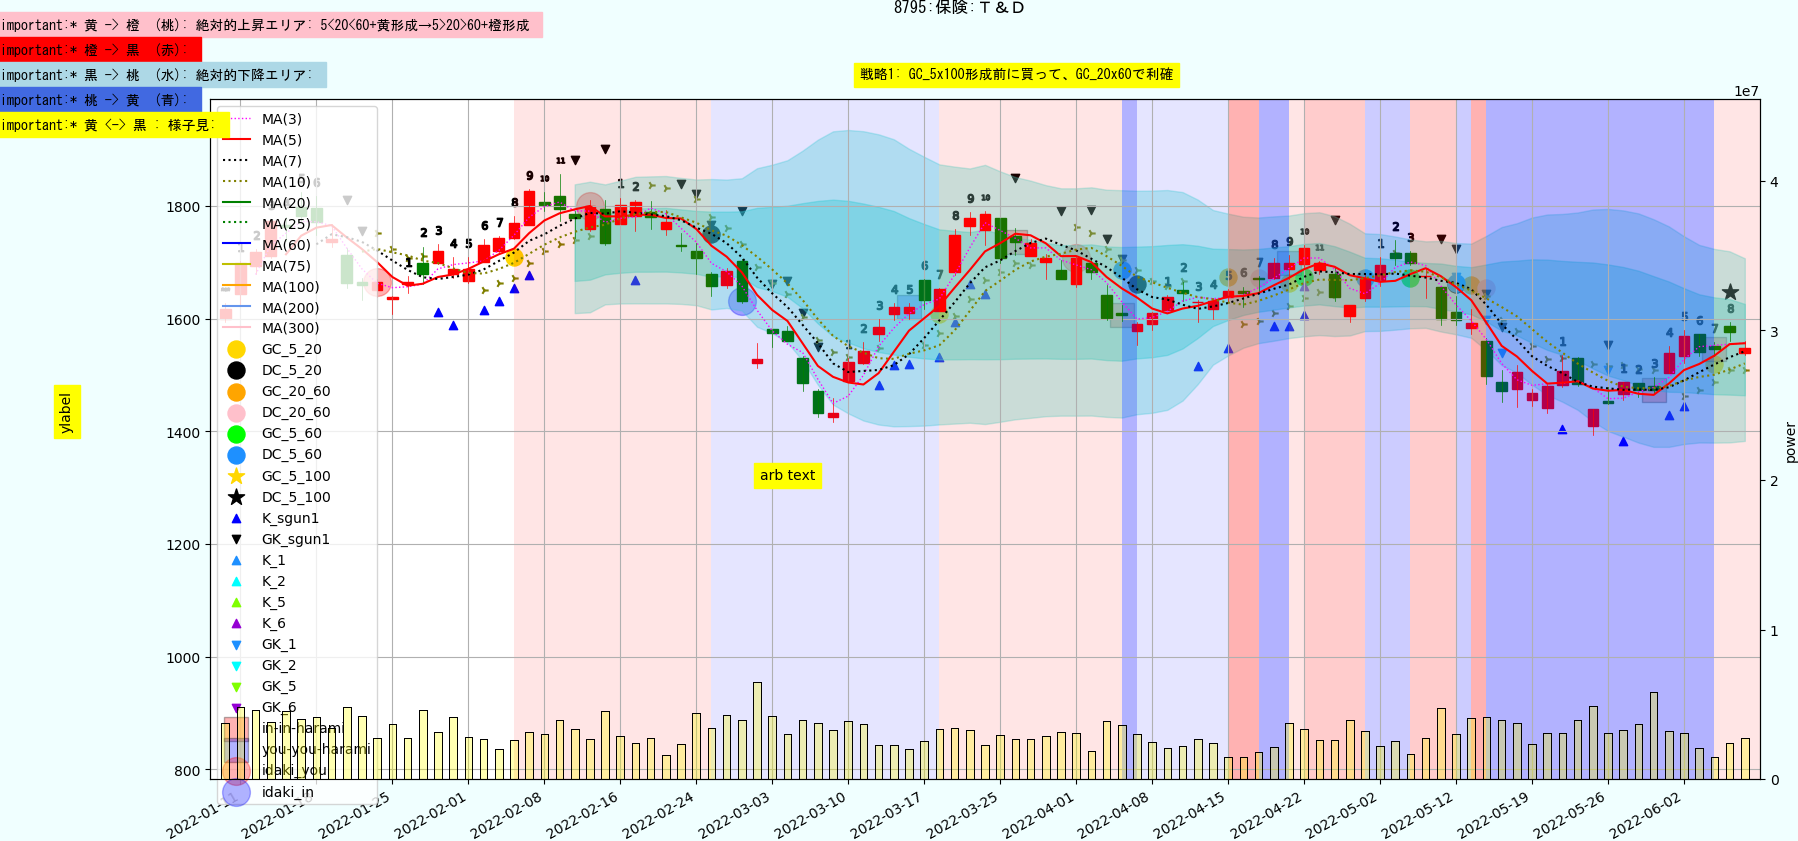 8795:保険:Ｔ＆Ｄ
important:* 黄 -> 橙 （桃）: 絶対的上昇エリア: 5<20<60+黄形成→5>20>60+橙形成
important:* 橙 -> 黒 （赤）:
important:* 黒 -> 桃 （水）: 絶対的下降エリア:
important:* 桃 -> 黄 （青）:
important:* 黄 <-> 黒 : 様子見:
戦略1: GC_5x100形成前に買って、GC_20x60で利確
1e7
MA(3)
MA(5)
MA(7)
MA(10)
MA(20)
MA(25)
MA(60)
MA(75)
MA(100)
MA(200)
MA(300)
GC_5_20
DC_5_20
GC_20_60
DC_20_60
GC_5_60
DC_5_60
GC_5_100
DC_5_100
K_sgun1
GK_sgun1
K_1
K_2
K_5
K_6
GK_1
GK_2
GK_5
GK_6
in-in-harami
you-you-harami
idaki_you
idaki_in
arb text
ylabel
power
1800
1600
1400
1200
1000
800
4
3
2
1
0
2022-01-25
2022-02-01
2022-02-08
2022-02-16
2022-02-24
2022-03-03
2022-03-10
2022-03-17
2022-03-25
2022-04-01
2022-04-08
2022-04-15
2022-04-22
2022-05-02
2022-05-12
2022-05-19
2022-05-26
2022-06-02